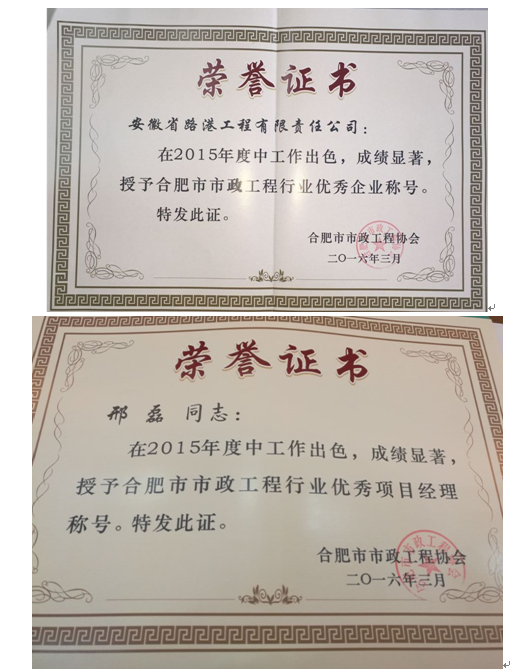 荣誉证书
安徽省路港工程有限责任公司：
在2015年度中工作出色，成绩显著，
授予合肥市市政工程行业优秀企业称号。
特发此证。
合肥市市政工程协会
二〇一六年三月
荣誉证书
邢磊 同志：
在2015年度中工作出色，成绩显著，
授予合肥市市政工程行业优秀项目经理
称号。特发此证。
合肥市市政工程协会
二〇一六年三月